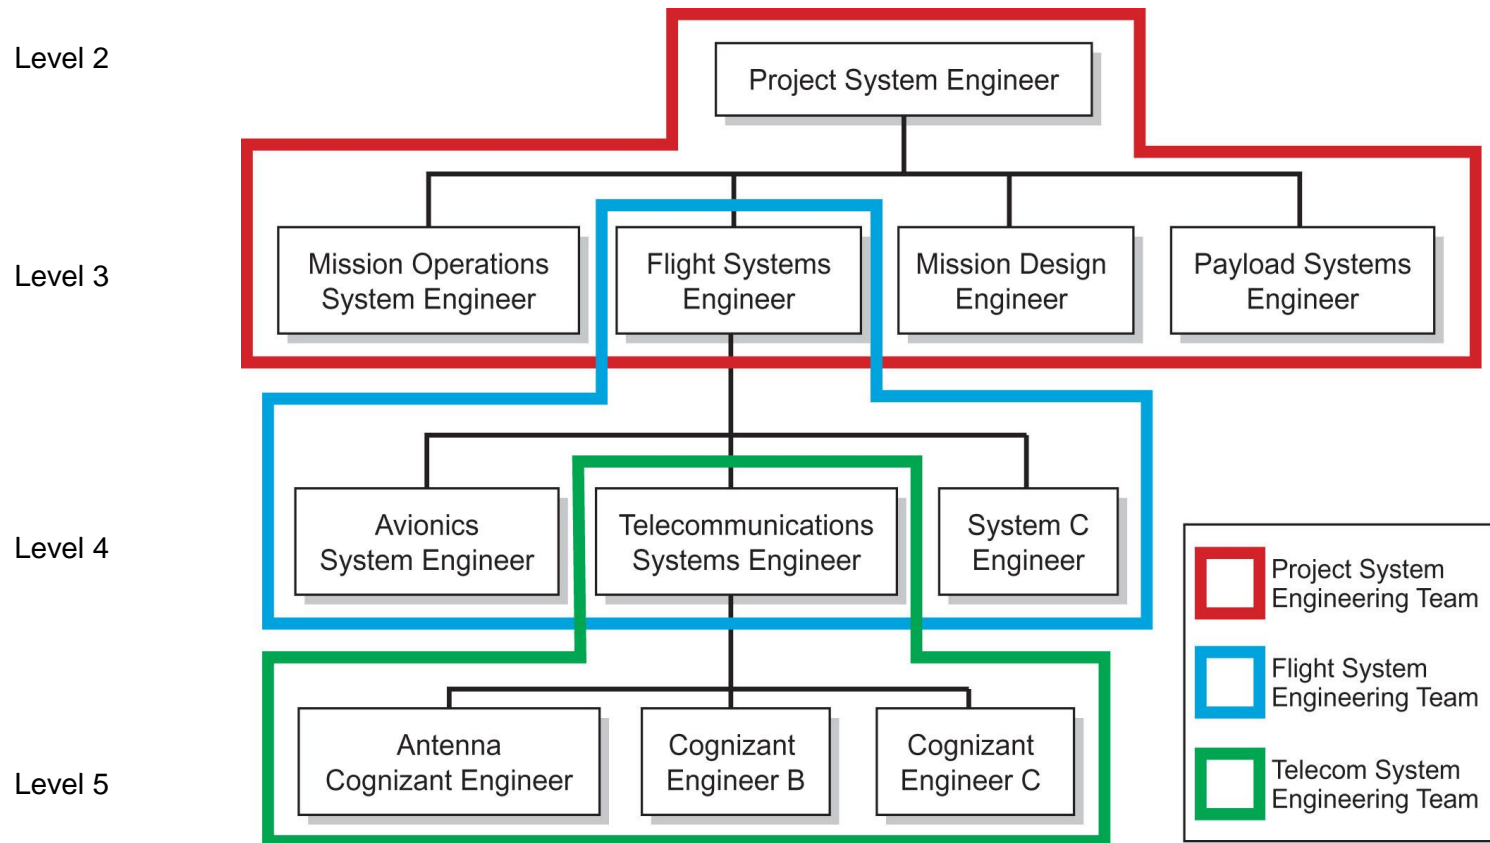 Level 2
Project System Engineer
Level 3
Mission Operations
System Engineer
Flight Systems
Engineer
Mission Design
Engineer
Payload Systems
Engineer
Level 4
Avionics
System Engineer
Telecommunications
Systems Engineer
System C
Engineer
Level 5
Antenna
Cognizant Engineer
Cognizant
Engineer B
Cognizant
Engineer C
Project System
Engineering Team
Flight System
Engineering Team
Telecom System
Engineering Team